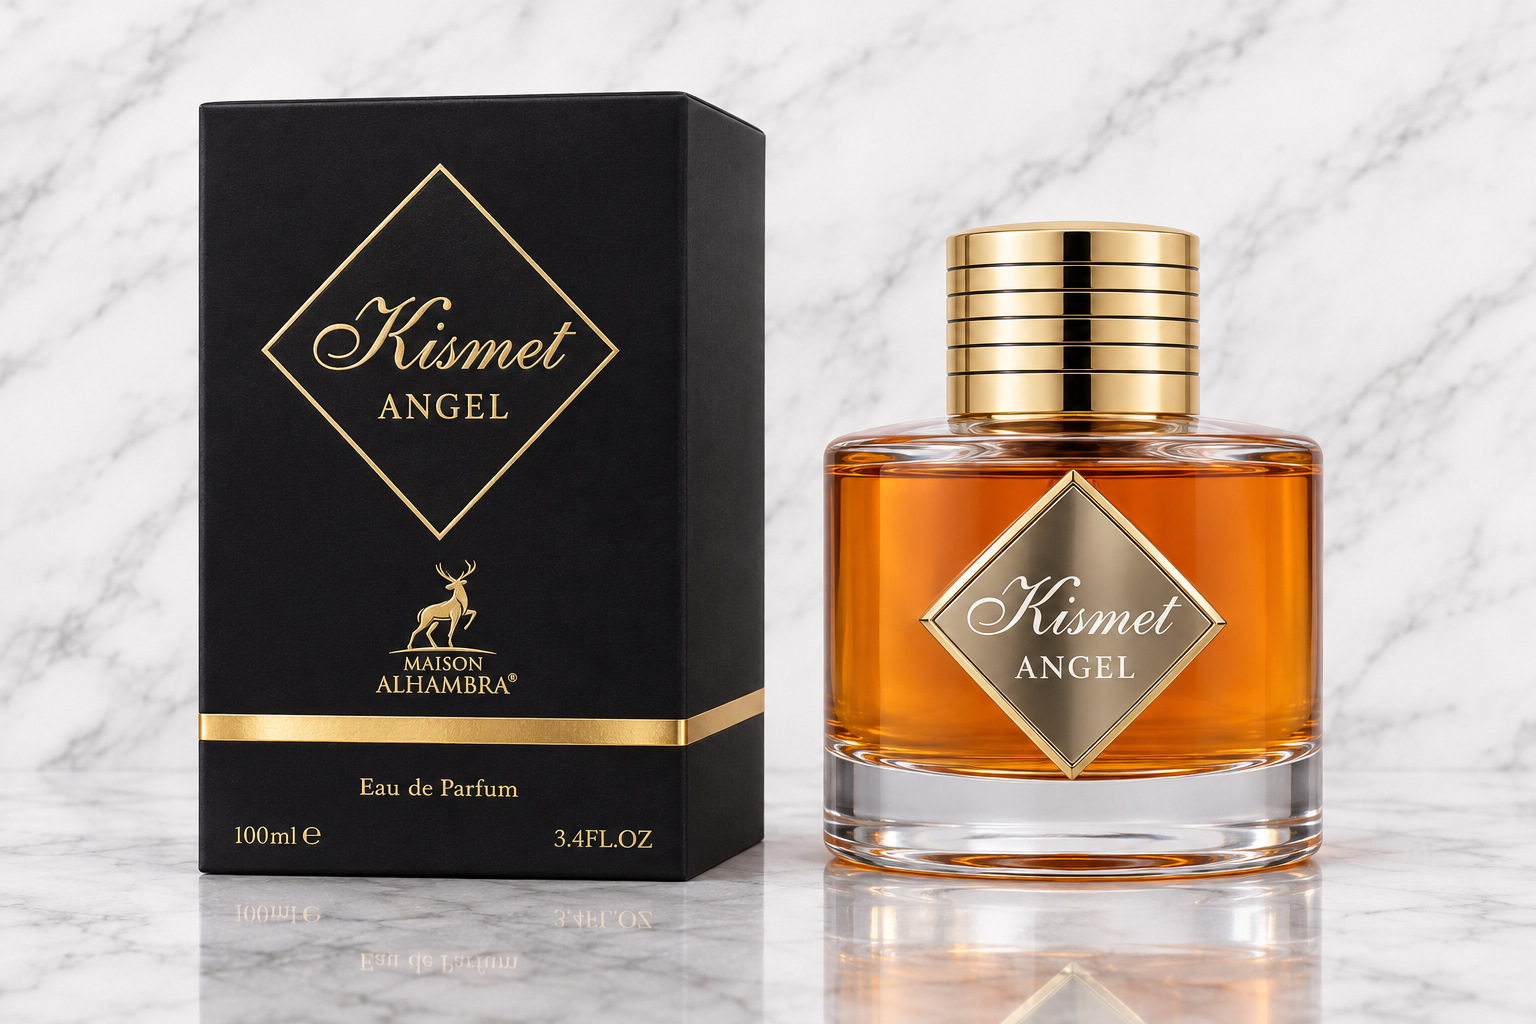 Kismet
ANGEL
MAISON
ALHAMBRA®
Eau de Parfum
100ml ℮
3.4FL.OZ
Kismet
ANGEL